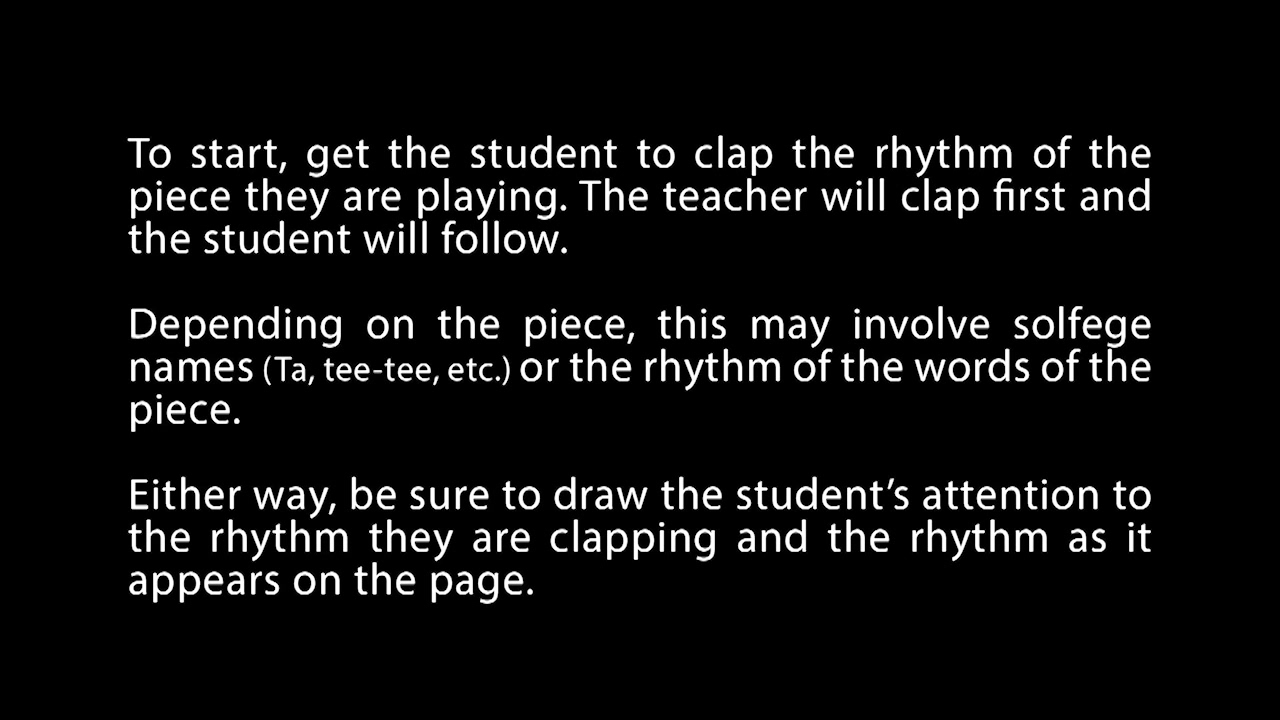 To start, get the student to clap the rhythm of the
piece they are playing. The teacher will clap first and
the student will follow.
Depending on the piece, this may involve solfege
names (Ta, tee-tee, etc.) or the rhythm of the words of the
piece.
Either way, be sure to draw the student’s attention to
the rhythm they are clapping and the rhythm as it
appears on the page.